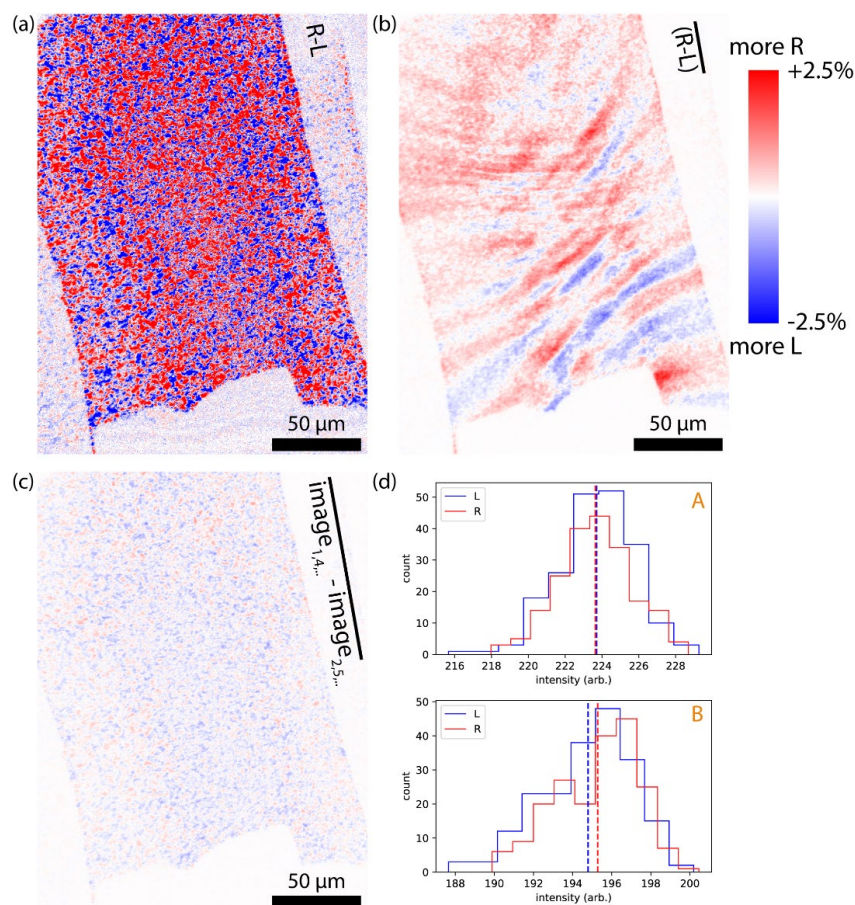 (a)
R-L
50 µm
(b)
(R-L)
50 µm
more R
+2.5%
-2.5%
more L
(c)
image1,4,.. - image2,5,..
50 µm
(d)
A
L
R
count
50
40
30
20
10
0
216 218 220 222 224 226 228
intensity (arb.)
B
L
R
count
50
40
30
20
10
0
188 190 192 194 196 198 200
intensity (arb.)